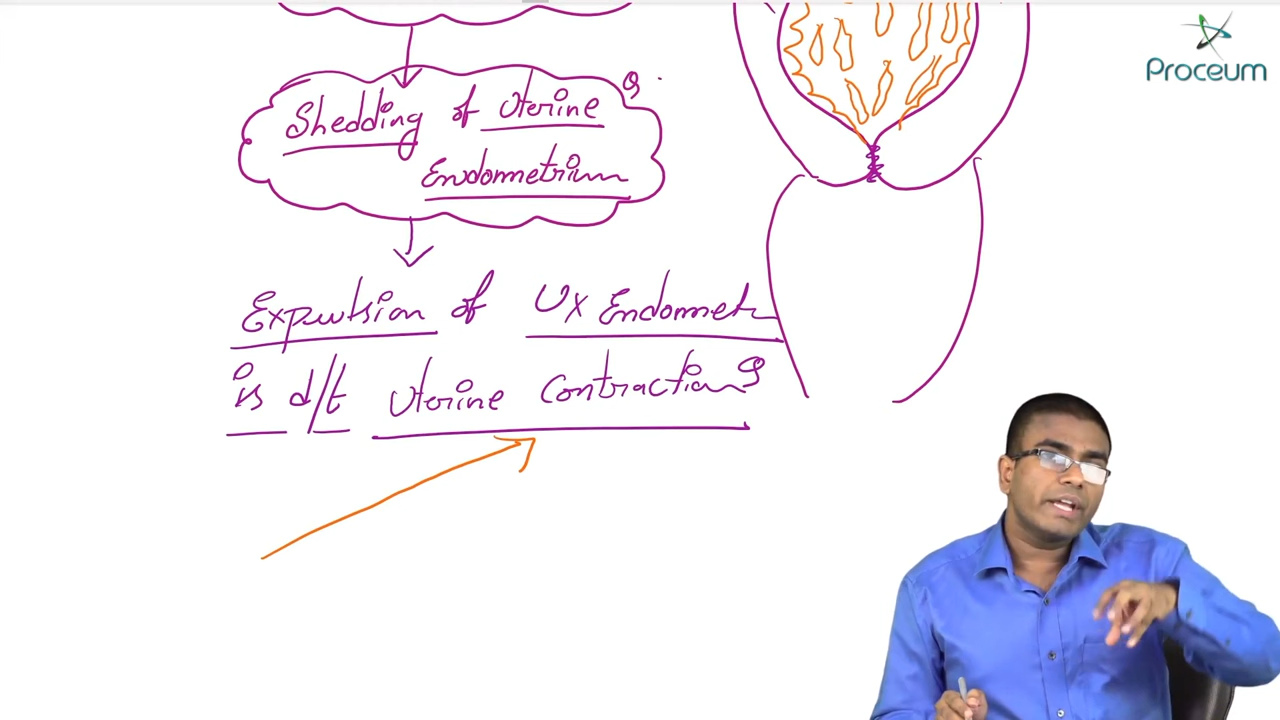 Proceum
Shedding of Uterine
Endometrium
Expulsion of Ux Endomet
is d/t Uterine Contractions